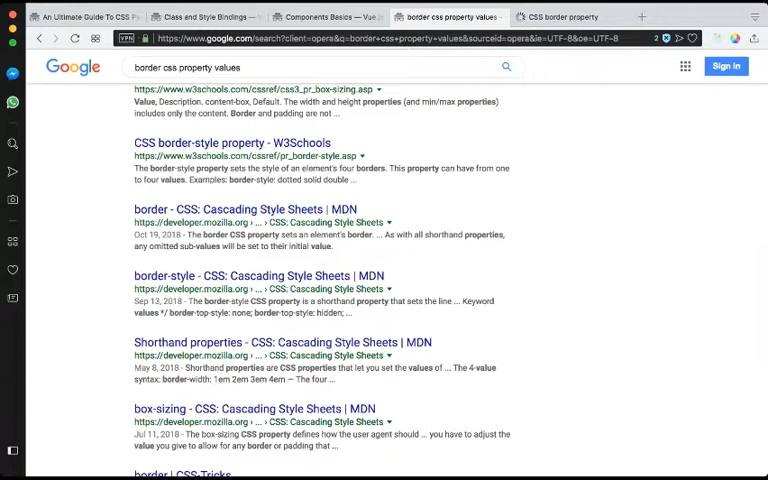 An Ultimate Guide To CSS Ps
Class and Style Bindings —
Components Basics — Vue.js
border css property values -
CSS border property
VPN https://www.google.com/search?client=opera&q=border+css+property+values&sourceid=opera&ie=UTF-8&oe=UTF-8 2
Google border css property values Sign in
https://www.w3schools.com/cssref/css3_pr_box-sizing.asp
Value, Description. content-box, Default. The width and height properties (and min/max properties)
includes only the content. Border and padding are not ...
CSS border-style property - W3Schools
https://www.w3schools.com/cssref/pr_border-style.asp
The border-style property sets the style of an element's four borders. This property can have from one
to four values. Examples: border-style: dotted solid double ...
border - CSS: Cascading Style Sheets | MDN
https://developer.mozilla.org › ... › CSS: Cascading Style Sheets
Oct 19, 2018 - The border CSS property sets an element's border. ... As with all shorthand properties,
any omitted sub-values will be set to their initial value.
border-style - CSS: Cascading Style Sheets | MDN
https://developer.mozilla.org › ... › CSS: Cascading Style Sheets
Sep 13, 2018 - The border-style CSS property is a shorthand property that sets the line ... Keyword
values */ border-top-style: none; border-top-style: hidden; ...
Shorthand properties - CSS: Cascading Style Sheets | MDN
https://developer.mozilla.org › ... › CSS: Cascading Style Sheets
May 8, 2018 - Shorthand properties are CSS properties that let you set the values of ... The 4-value
syntax: border-width: 1em 2em 3em 4em — The four ...
box-sizing - CSS: Cascading Style Sheets | MDN
https://developer.mozilla.org › ... › CSS: Cascading Style Sheets
Jul 11, 2018 - The box-sizing CSS property defines how the user agent should ... you have to adjust the
value you give to allow for any border or padding that ...
border | CSS-Tricks